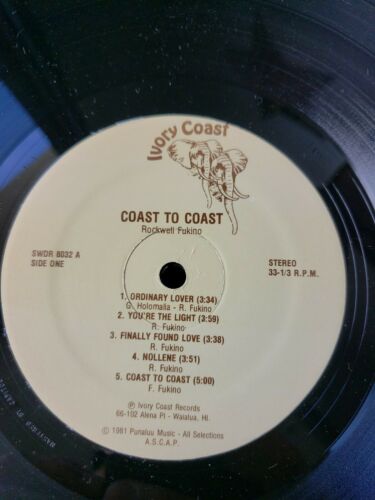 Ivory Coast
COAST TO COAST
Rockwell Fukino
SWDR 8032 A
SIDE ONE
STEREO
33-1/3 R.P.M.
1. ORDINARY LOVER (3:34)
G. Holomalia - R. Fukino
2. YOU'RE THE LIGHT (3:59)
R. Fukino
3. FINALLY FOUND LOVE (3:38)
R. Fukino
4. NOLLENE (3:51)
R. Fukino
5. COAST TO COAST (5:00)
F. Fukino
Ⓟ Ivory Coast Records
66-102 Alena Pl - Waialua, HI.
© 1981 Punaluu Music - All Selections
A.S.C.A.P.
MASTERED BY CAPITOL